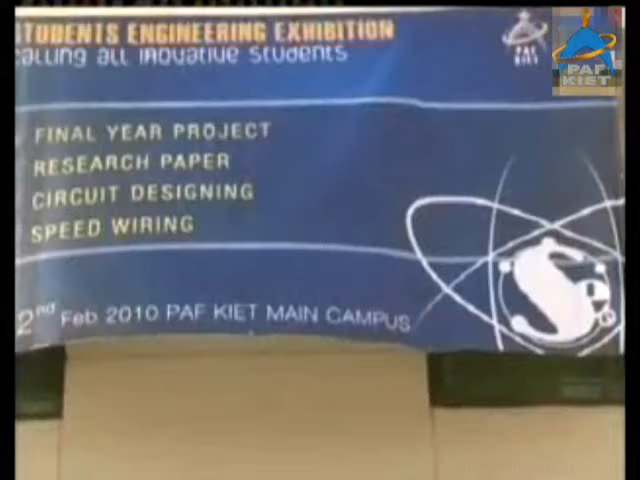 STUDENTS ENGINEERING EXHIBITION
calling all inovative students
PAF
KIET
PAF
KIET
FINAL YEAR PROJECT
RESEARCH PAPER
CIRCUIT DESIGNING
SPEED WIRING
2nd Feb 2010 PAF KIET MAIN CAMPUS